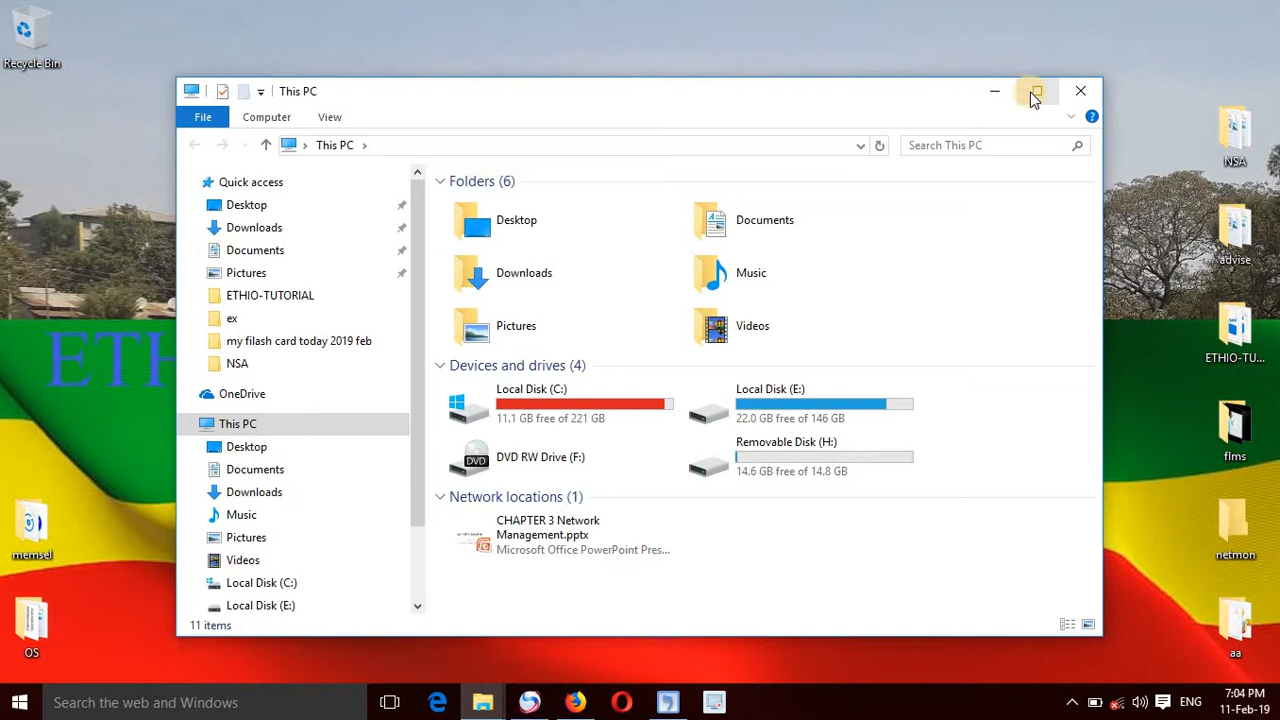 Recycle Bin
This PC
File
Computer
View
This PC
Search This PC
Quick access
Desktop
Downloads
Documents
Pictures
ETHIO-TUTORIAL
ex
my filash card today 2019 feb
NSA
OneDrive
This PC
Desktop
Documents
Downloads
Music
Pictures
Videos
Local Disk (C:)
Local Disk (E:)
Folders (6)
Desktop
Documents
Downloads
Music
Pictures
Videos
Devices and drives (4)
Local Disk (C:)
11.1 GB free of 221 GB
Local Disk (E:)
22.0 GB free of 146 GB
DVD
DVD RW Drive (F:)
Removable Disk (H:)
14.6 GB free of 14.8 GB
Network locations (1)
CHAPTER 3 Network
Management.pptx
Microsoft Office PowerPoint Pres...
11 items
ETH
memsel
OS
NSA
advise
ETHIO-TU...
flms
netmon
aa
Search the web and Windows
ENG
7:04 PM
11-Feb-19